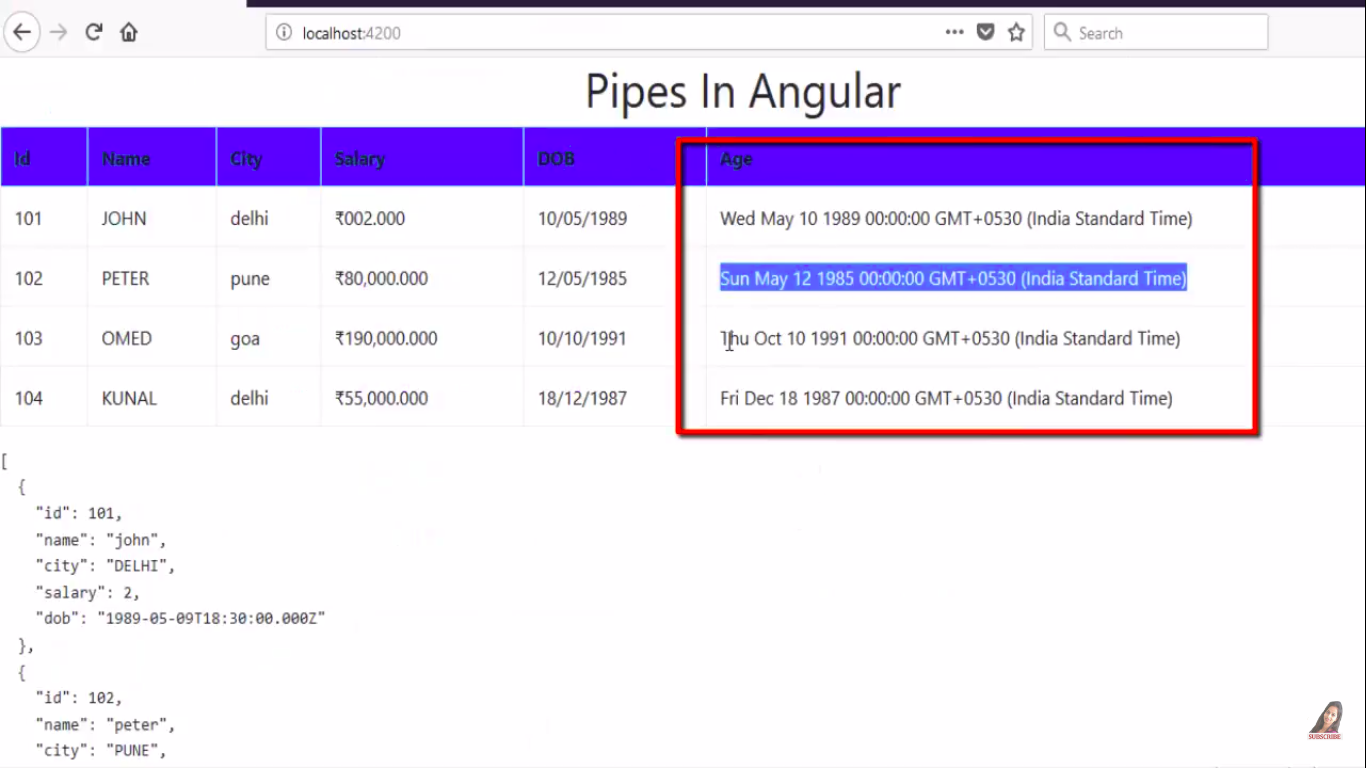 localhost:4200
Search
Pipes In Angular
Id Name City Salary DOB Age
101 JOHN delhi ₹002.000 10/05/1989 Wed May 10 1989 00:00:00 GMT+0530 (India Standard Time)
102 PETER pune ₹80,000.000 12/05/1985 Sun May 12 1985 00:00:00 GMT+0530 (India Standard Time)
103 OMED goa ₹190,000.000 10/10/1991 Thu Oct 10 1991 00:00:00 GMT+0530 (India Standard Time)
104 KUNAL delhi ₹55,000.000 18/12/1987 Fri Dec 18 1987 00:00:00 GMT+0530 (India Standard Time)
[
{
"id": 101,
"name": "john",
"city": "DELHI",
"salary": 2,
"dob": "1989-05-09T18:30:00.000Z"
},
{
"id": 102,
"name": "peter",
"city": "PUNE",
SUBSCRIBE